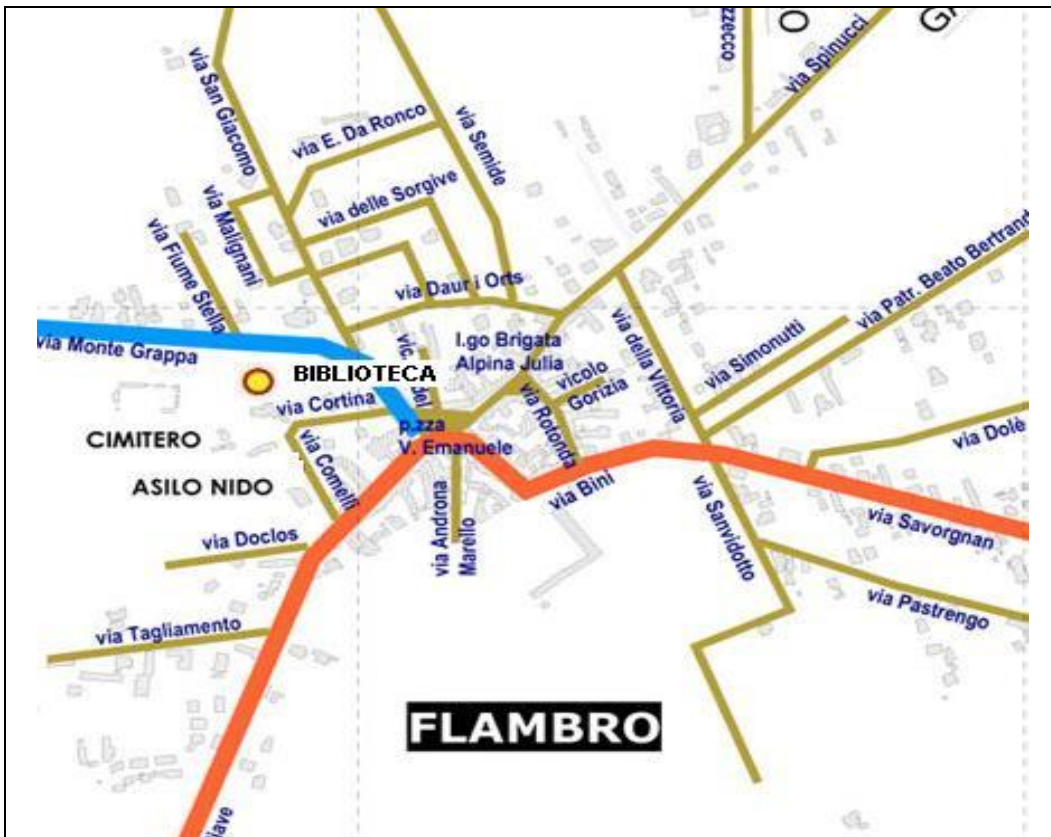 via San Giacomo
via E. Da Ronco
via Semide
via Spinucci
via Malignani
via delle Sorgive
via Fiume Stella
via Daur i Orts
via Patr. Beato Bertrand
via della Vittoria
via Simonutti
via Monte Grappa
l.go Brigata
Alpina Julia
BIBLIOTECA
vicolo
Gorizia
via Rotonda
via Cortina
p.zza
V. Emanuele
CIMITERO
via Comelli
ASILO NIDO
via Dolè
via Bini
via Androna
Marello
via Sanvidotto
via Savorgnan
via Doclos
via Pastrengo
via Tagliamento
FLAMBRO